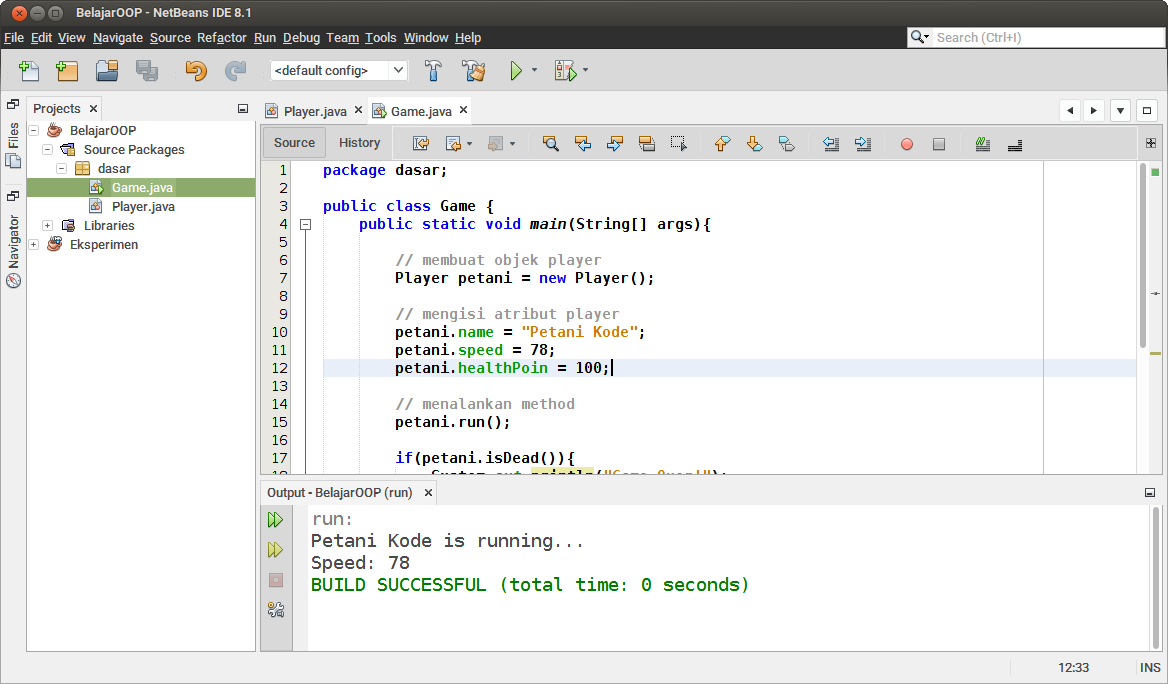 BelajarOOP - NetBeans IDE 8.1
File Edit View Navigate Source Refactor Run Debug Team Tools Window Help
Search (Ctrl+I)
<default config>
Files
Navigator
Projects
BelajarOOP
Source Packages
dasar
Game.java
Player.java
Libraries
Eksperimen
Player.java Game.java
Source History
1 package dasar;
2
3 public class Game {
4 public static void main(String[] args){
5
6 // membuat objek player
7 Player petani = new Player();
8
9 // mengisi atribut player
10 petani.name = "Petani Kode";
11 petani.speed = 78;
12 petani.healthPoin = 100;
13
14 // menalankan method
15 petani.run();
16
17 if(petani.isDead()){
18 System.out.println("Game Over!");
Output - BelajarOOP (run)
run:
Petani Kode is running...
Speed: 78
BUILD SUCCESSFUL (total time: 0 seconds)
12:33 INS